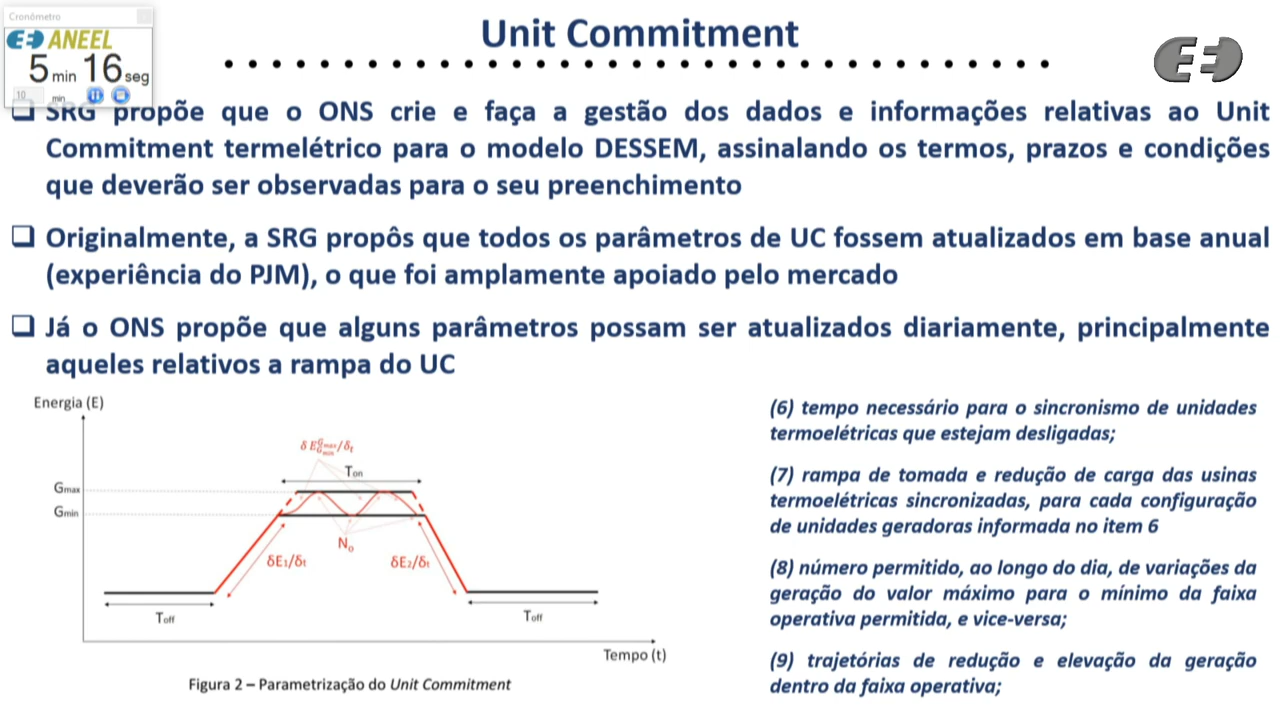 Cronômetro
ANEEL
5 min 16 seg
10 min
Unit Commitment
SRG propõe que o ONS crie e faça a gestão dos dados e informações relativas ao Unit
Commitment termelétrico para o modelo DESSEM, assinalando os termos, prazos e condições
que deverão ser observadas para o seu preenchimento
Originalmente, a SRG propôs que todos os parâmetros de UC fossem atualizados em base anual
(experiência do PJM), o que foi amplamente apoiado pelo mercado
Já o ONS propõe que alguns parâmetros possam ser atualizados diariamente, principalmente
aqueles relativos a rampa do UC
Energia (E)
δ E^Gmax_Gmin/δt
Ton
Gmax
Gmin
No
δE1/δt
δE2/δt
Toff
Toff
Tempo (t)
Figura 2 – Parametrização do Unit Commitment
(6) tempo necessário para o sincronismo de unidades
termoelétricas que estejam desligadas;
(7) rampa de tomada e redução de carga das usinas
termoelétricas sincronizadas, para cada configuração
de unidades geradoras informada no item 6
(8) número permitido, ao longo do dia, de variações da
geração do valor máximo para o mínimo da faixa
operativa permitida, e vice-versa;
(9) trajetórias de redução e elevação da geração
dentro da faixa operativa;